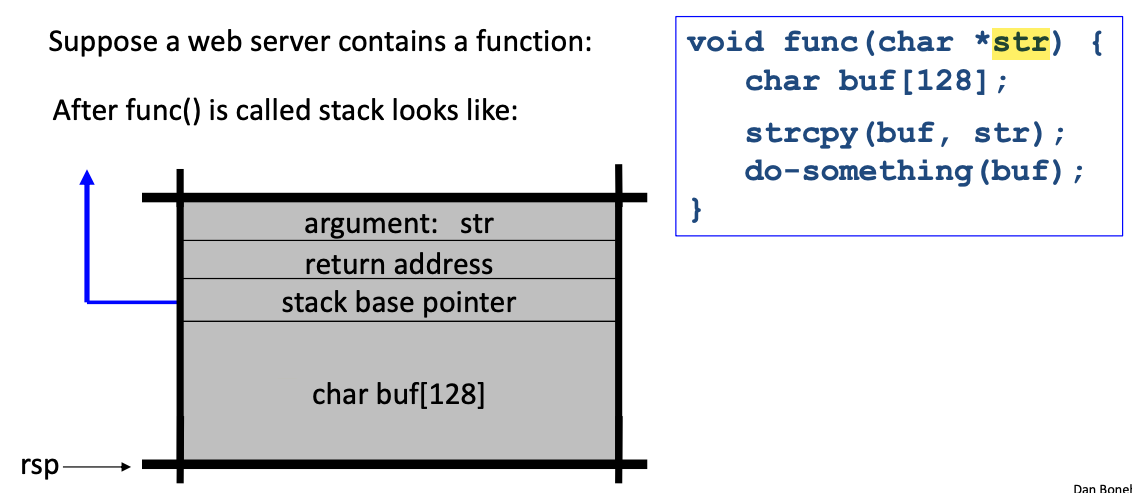 Suppose a web server contains a function:
After func() is called stack looks like:
void func(char *str) {
char buf[128];
strcpy(buf, str);
do-something(buf);
}
argument: str
return address
stack base pointer
char buf[128]
rsp
Dan